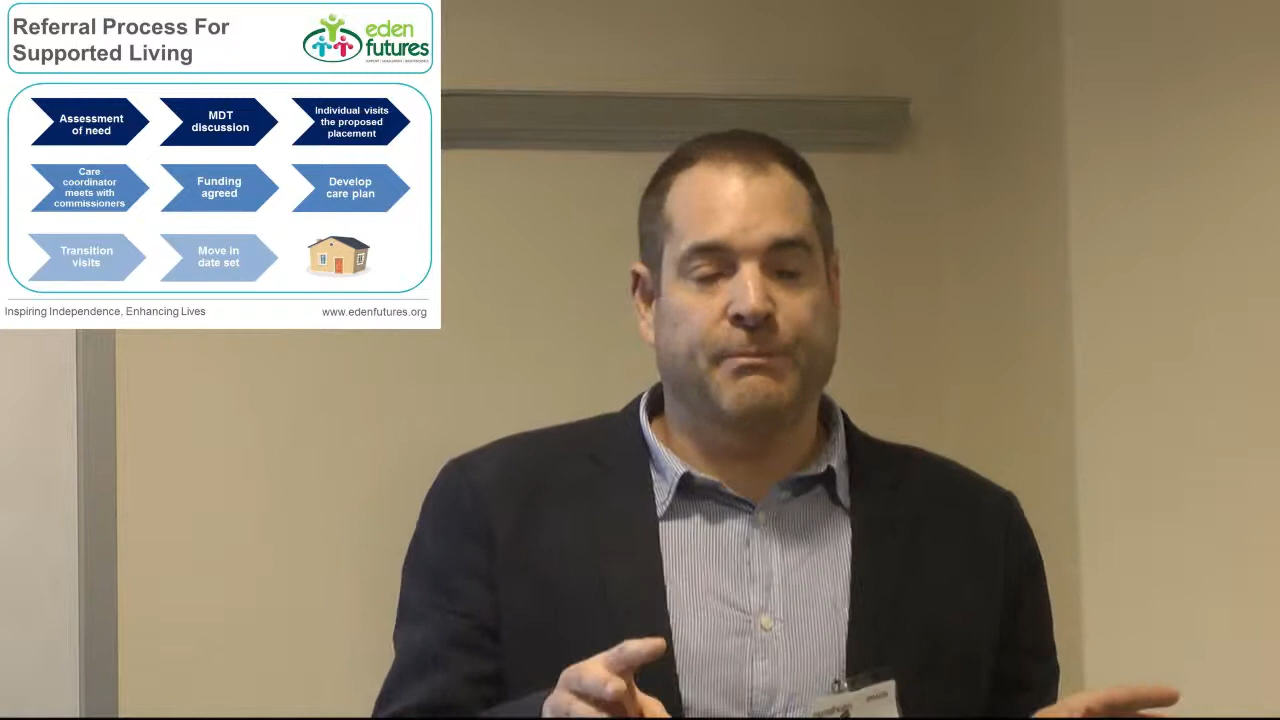 Referral Process For
Supported Living
eden
futures
Assessment
of need
MDT
discussion
Individual visits
the proposed
placement
Care
coordinator
meets with
commissioners
Funding
agreed
Develop
care plan
Transition
visits
Move in
date set
Inspiring Independence, Enhancing Lives
www.edenfutures.org